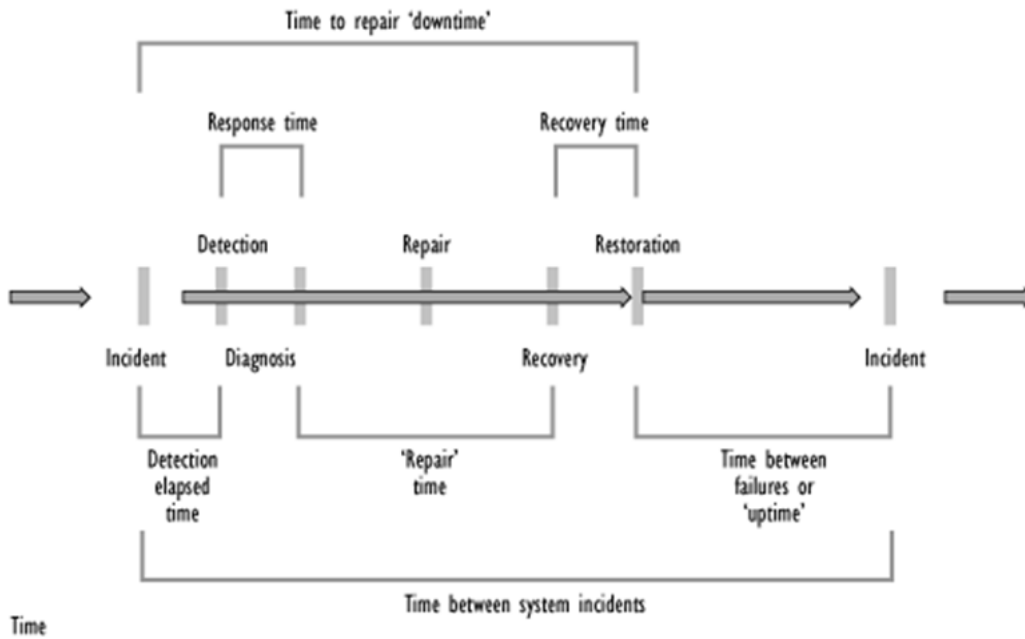 Time to repair ‘downtime’
Response time
Recovery time
Detection
Repair
Restoration
Incident
Diagnosis
Recovery
Incident
Detection
elapsed
time
‘Repair’
time
Time between
failures or
‘uptime’
Time between system incidents
Time